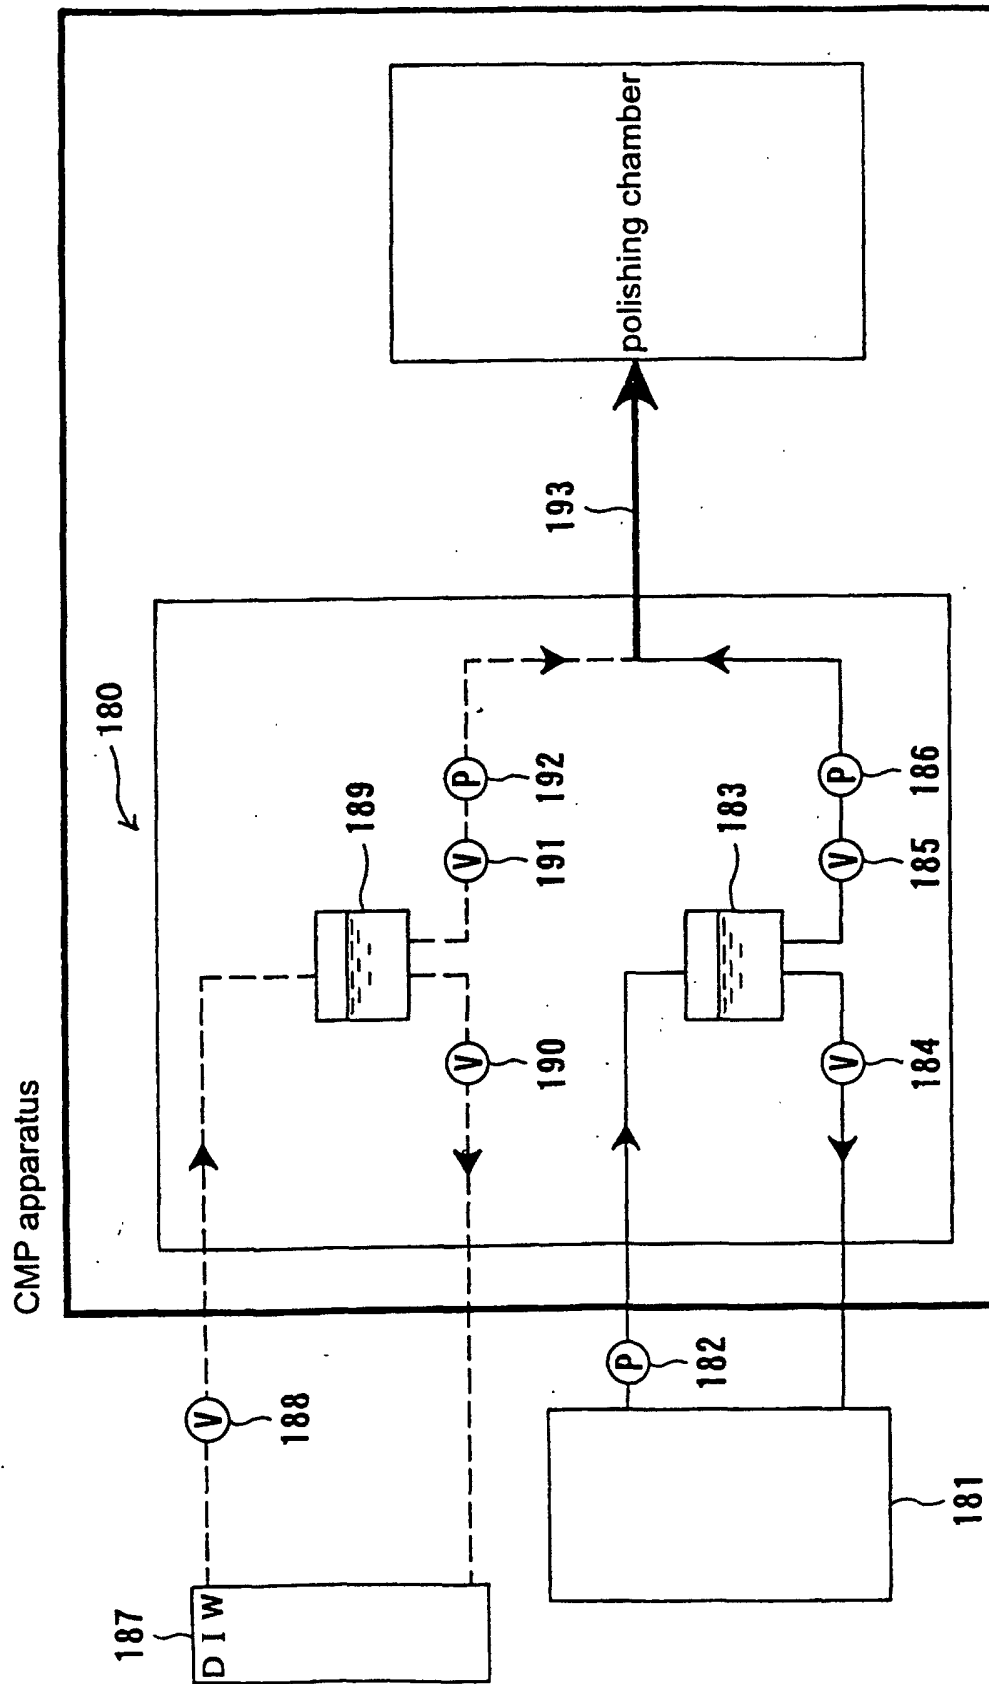 CMP apparatus
180
187
DIW
V
188
189
V V P
190 191 192
193
P
polishing chamber
182
183
V V P
184 185 186
181